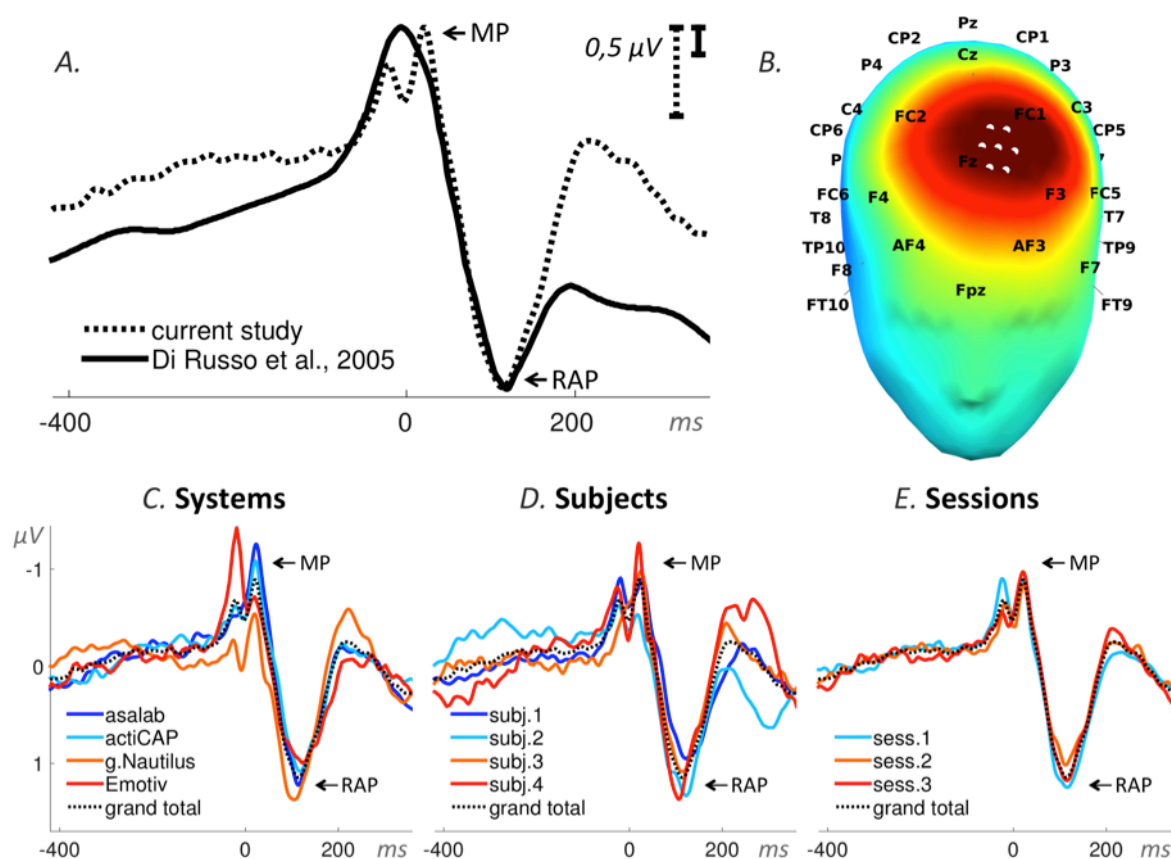 A.
← MP
0,5 μV
current study
Di Russo et al., 2005
← RAP
-400 0 200 ms
B.
Pz
CP2 CP1
Cz
P4 P3
C4 FC2 FC1 C3
CP6 CP5
P Fz 7
FC6 F4 F3 FC5
T8 T7
TP10 AF4 AF3 TP9
F8 F7
FT10 Fpz FT9
C. Systems
μV
-1
0
1
← MP
asalab
actiCAP
g.Nautilus
Emotiv
grand total
← RAP
-400 0 200
D. Subjects
← MP
subj.1
subj.2
subj.3
subj.4
grand total
← RAP
-400 0 200
E. Sessions
← MP
sess.1
sess.2
sess.3
grand total
← RAP
-400 0 200 ms